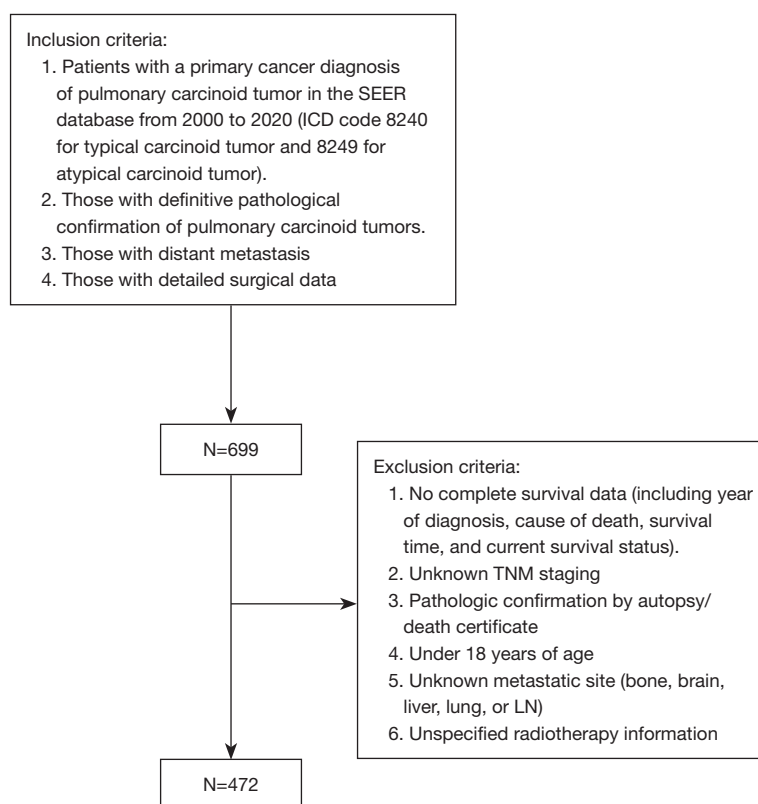 Inclusion criteria:
1. Patients with a primary cancer diagnosis
of pulmonary carcinoid tumor in the SEER
database from 2000 to 2020 (ICD code 8240
for typical carcinoid tumor and 8249 for
atypical carcinoid tumor).
2. Those with definitive pathological
confirmation of pulmonary carcinoid tumors.
3. Those with distant metastasis
4. Those with detailed surgical data
N=699
Exclusion criteria:
1. No complete survival data (including year
of diagnosis, cause of death, survival
time, and current survival status).
2. Unknown TNM staging
3. Pathologic confirmation by autopsy/
death certificate
4. Under 18 years of age
5. Unknown metastatic site (bone, brain,
liver, lung, or LN)
6. Unspecified radiotherapy information
N=472